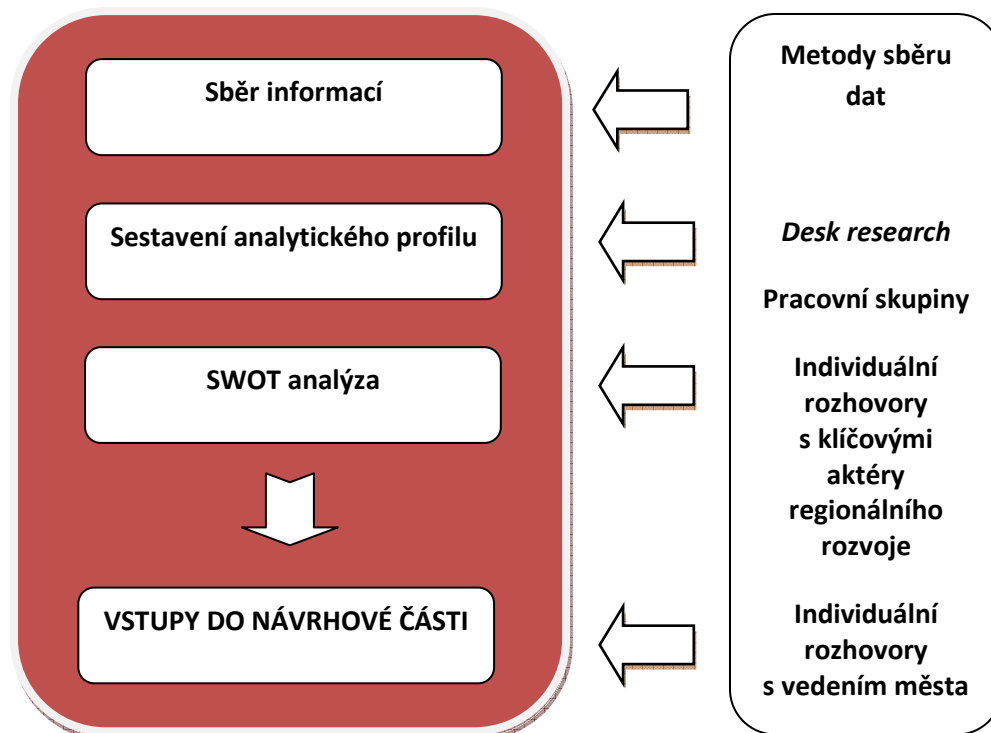 Sběr informací
Sestavení analytického profilu
SWOT analýza
VSTUPY DO NÁVRHOVÉ ČÁSTI
Metody sběru
dat
Desk research
Pracovní skupiny
Individuální
rozhovory
s klíčovými
aktéry
regionálního
rozvoje
Individuální
rozhovory
s vedením města